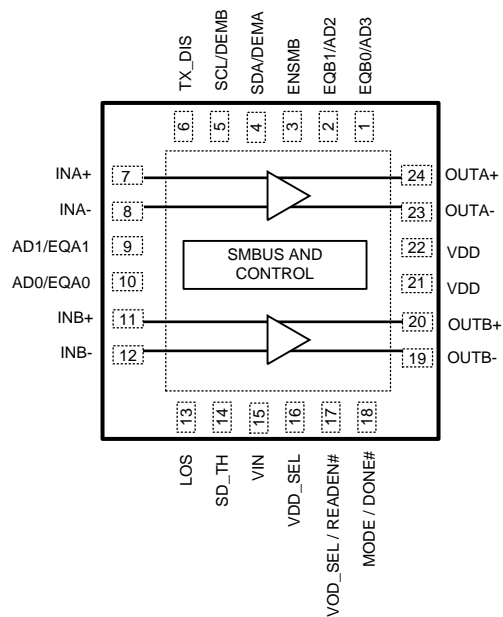 TX_DIS
SCL/DEMB
SDA/DEMA
ENSMB
EQB1/AD2
EQB0/AD3
6
5
4
3
2
1
INA+ 7
24 OUTA+
INA- 8
23 OUTA-
AD1/EQA1 9
22 VDD
SMBUS AND
CONTROL
AD0/EQA0 10
21 VDD
INB+ 11
20 OUTB+
INB- 12
19 OUTB-
13
14
15
16
17
18
LOS
SD_TH
VIN
VDD_SEL
VOD_SEL / READEN#
MODE / DONE#